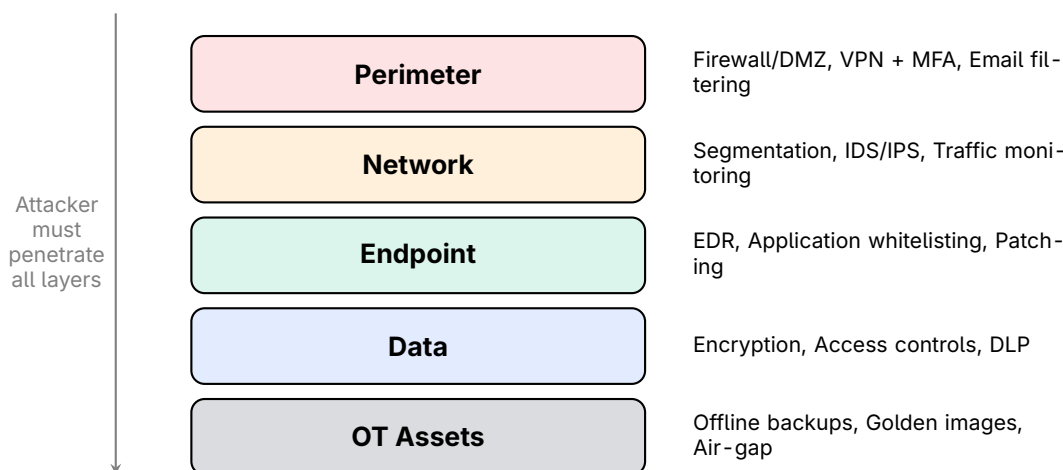 Perimeter
Firewall/DMZ, VPN + MFA, Email fil-
tering
Network
Segmentation, IDS/IPS, Traffic moni-
toring
Attacker
must
penetrate
all layers
Endpoint
EDR, Application whitelisting, Patch-
ing
Data
Encryption, Access controls, DLP
OT Assets
Offline backups, Golden images,
Air-gap